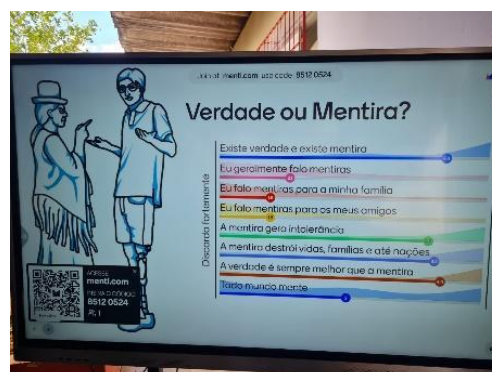 Join at menti.com use code 8512 0524
Verdade ou Mentira?
Existe verdade e existe mentira
Eu geralmente falo mentiras
Eu falo mentiras para a minha família
Eu falo mentiras para os meus amigos
A mentira gera intolerância
A mentira destrói vidas, famílias e até nações
A verdade é sempre melhor que a mentira
Todo mundo mente
Discordo fortemente
ACESSE
menti.com
8512 0524